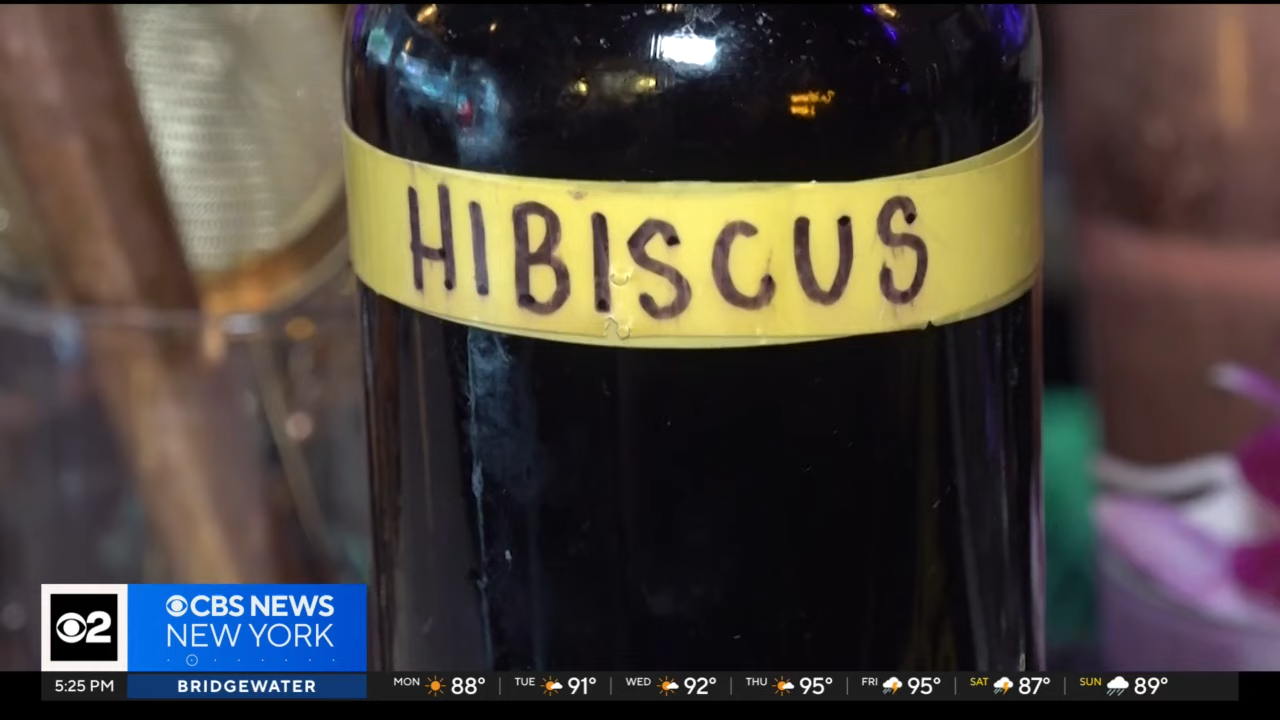 HIBISCUS
2
CBS NEWS
NEW YORK
5:25 PM BRIDGEWATER MON 88° TUE 91° WED 92° THU 95° FRI 95° SAT 87° SUN 89°